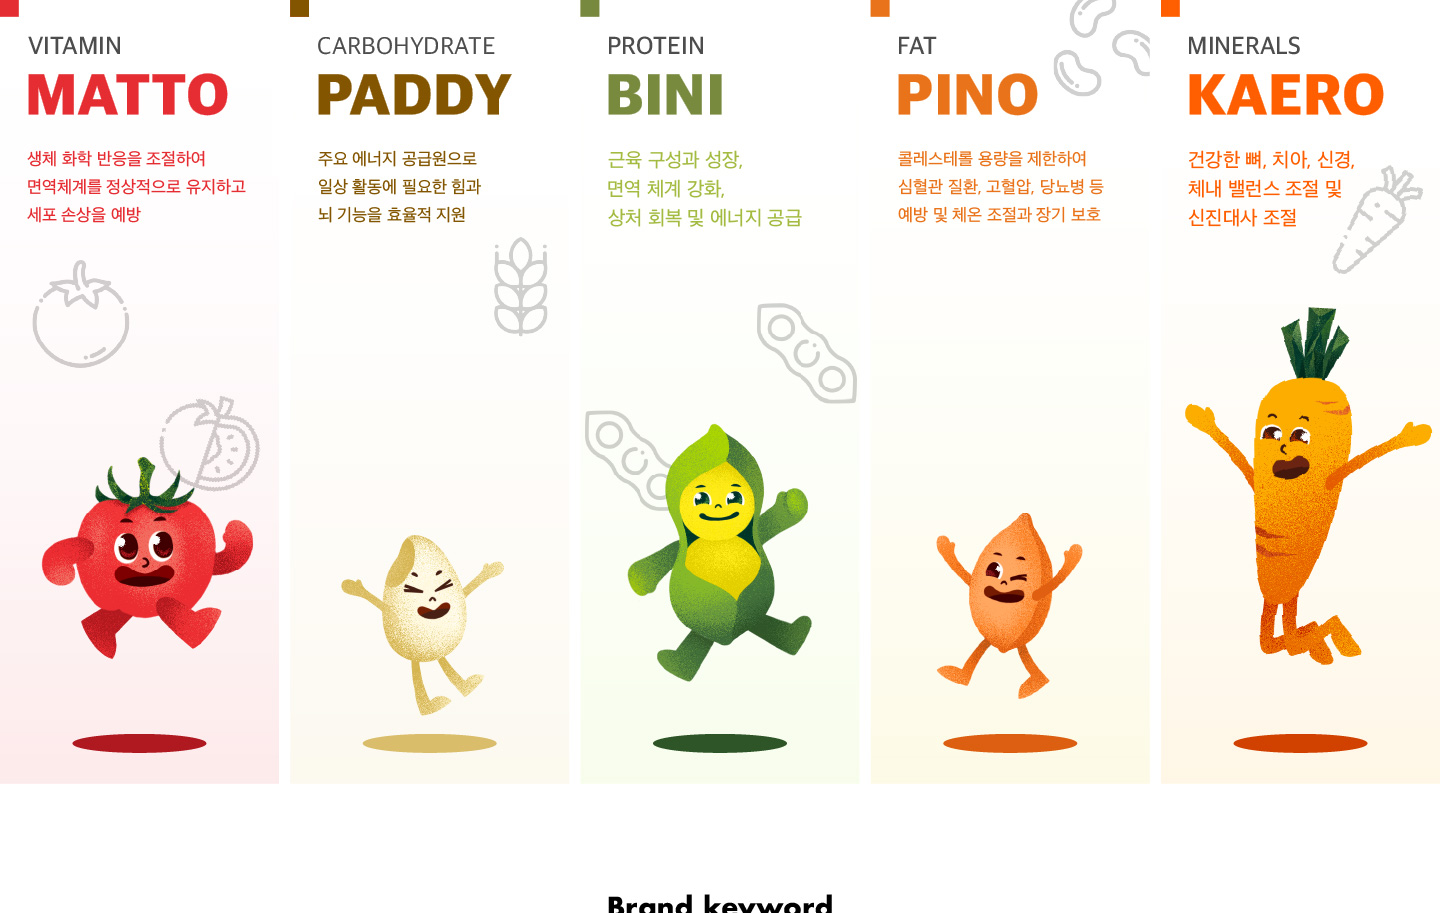 VITAMIN
MATTO
생체 화학 반응을 조절하여
면역체계를 정상적으로 유지하고
세포 손상을 예방
CARBOHYDRATE
PADDY
주요 에너지 공급원으로
일상 활동에 필요한 힘과
뇌 기능을 효율적 지원
PROTEIN
BINI
근육 구성과 성장,
면역 체계 강화,
상처 회복 및 에너지 공급
FAT
PINO
콜레스테롤 용량을 제한하여
심혈관 질환, 고혈압, 당뇨병 등
예방 및 체온 조절과 장기 보호
MINERALS
KAERO
건강한 뼈, 치아, 신경,
체내 밸런스 조절 및
신진대사 조절
Brand keyword